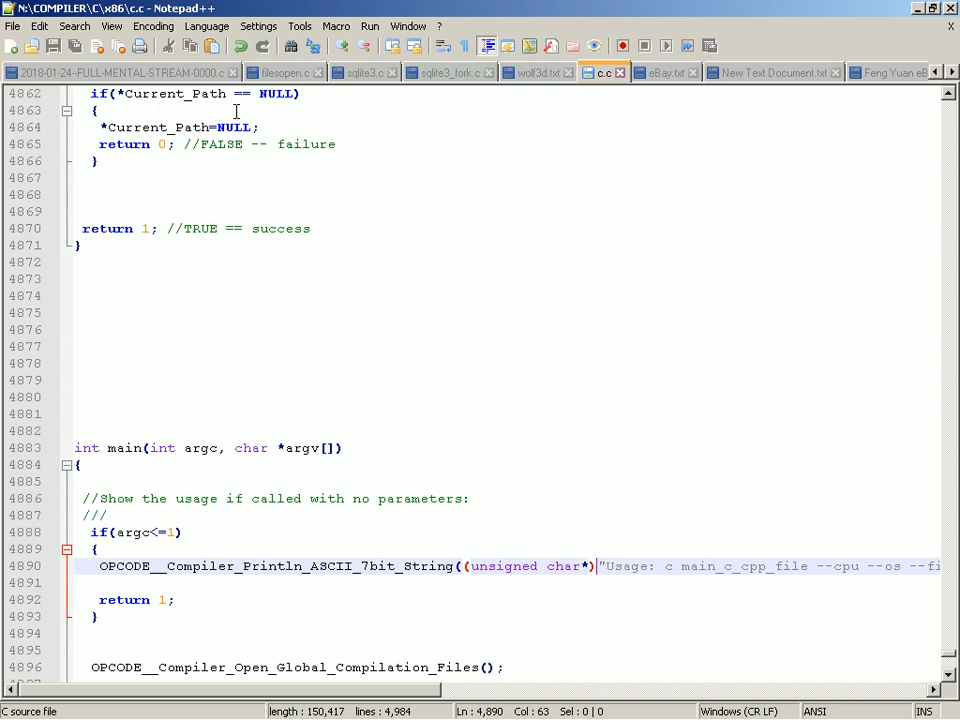 N:\COMPILER\C\x86\c.c - Notepad++
File Edit Search View Encoding Language Settings Tools Macro Run Window ? X
2018-01-24-FULL-MENTAL-STREAM-0000.c filesopen.c sqlite3.c sqlite3_fork.c wolf3d.txt c.c eBay.txt New Text Document.txt Feng Yuan eB
4862 if(*Current_Path == NULL)
4863 {
4864 *Current_Path=NULL;
4865 return 0; //FALSE -- failure
4866 }
4867
4868
4869
4870 return 1; //TRUE == success
4871 }
4872
4873
4874
4875
4876
4877
4878
4879
4880
4881
4882
4883 int main(int argc, char *argv[])
4884 {
4885
4886 //Show the usage if called with no parameters:
4887 ///
4888 if(argc<=1)
4889 {
4890 OPCODE__Compiler_Println_ASCII_7bit_String((unsigned char*)"Usage: c main_c_cpp_file --cpu --os --fi
4891
4892 return 1;
4893 }
4894
4895
4896 OPCODE__Compiler_Open_Global_Compilation_Files();
C source file length : 150,417 lines : 4,984 Ln : 4,890 Col : 63 Sel : 0 | 0 Windows (CR LF) ANSI INS